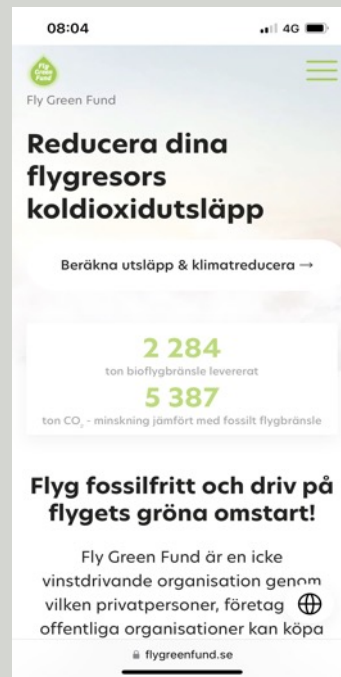 08:04
4G
Fly
Green
Fund
Fly Green Fund
Reducera dina
flygresors
koldioxidutsläpp
Beräkna utsläpp & klimatreducera →
2 284
ton bioflygbränsle levererat
5 387
ton CO₂ - minskning jämfört med fossilt flygbränsle
Flyg fossilfritt och driv på
flygets gröna omstart!
Fly Green Fund är en icke
vinstdrivande organisation genom
vilken privatpersoner, företag
offentliga organisationer kan köpa
flygreenfund.se